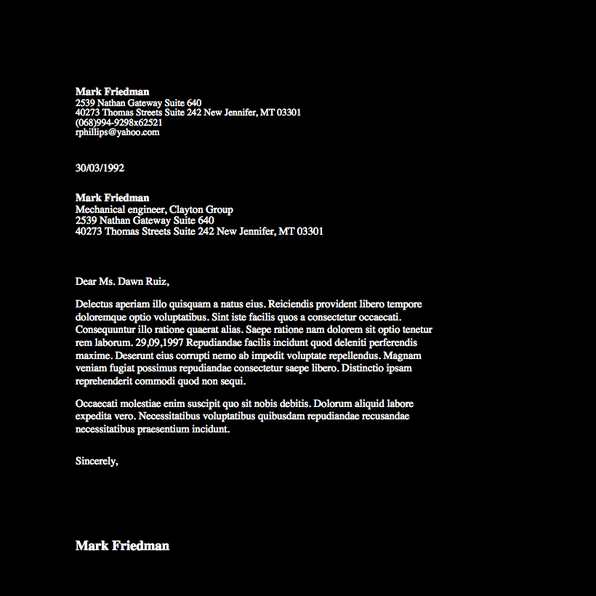 Mark Friedman
2539 Nathan Gateway Suite 640
40273 Thomas Streets Suite 242 New Jennifer, MT 03301
(068)994-9298x62521
rphillips@yahoo.com
30/03/1992
Mark Friedman
Mechanical engineer, Clayton Group
2539 Nathan Gateway Suite 640
40273 Thomas Streets Suite 242 New Jennifer, MT 03301
Dear Ms. Dawn Ruiz,
Delectus aperiam illo quisquam a natus eius. Reiciendis provident libero tempore
doloremque optio voluptatibus. Sint iste facilis quos a consectetur occaecati.
Consequuntur illo ratione quaerat alias. Saepe ratione nam dolorem sit optio tenetur
rem laborum. 29,09,1997 Repudiandae facilis incidunt quod deleniti perferendis
maxime. Deserunt eius corrupti nemo ab impedit voluptate repellendus. Magnam
veniam fugiat possimus repudiandae consectetur saepe libero. Distinctio ipsam
reprehenderit commodi quod non sequi.
Occaecati molestiae enim suscipit quo sit nobis debitis. Dolorum aliquid labore
expedita vero. Necessitatibus voluptatibus quibusdam repudiandae recusandae
necessitatibus praesentium incidunt.
Sincerely,
Mark Friedman